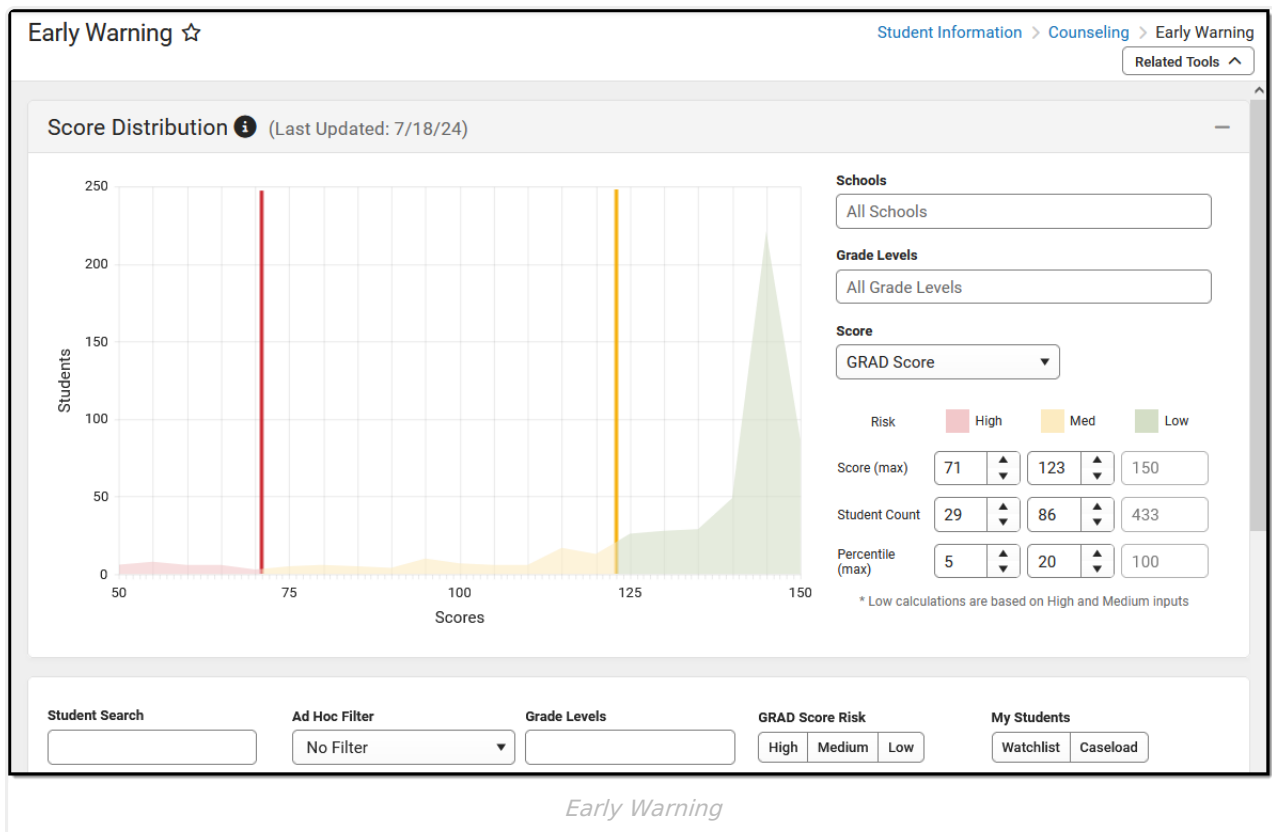 Early Warning
Student Information > Counseling > Early Warning
Related Tools
Score Distribution (Last Updated: 7/18/24)
250
200
150
100
50
0
Students
50 75 100 125 150
Scores
Schools
All Schools
Grade Levels
All Grade Levels
Score
GRAD Score
Risk High Med Low
Score (max) 71 123 150
Student Count 29 86 433
Percentile
(max) 5 20 100
* Low calculations are based on High and Medium inputs
Student Search Ad Hoc Filter Grade Levels GRAD Score Risk My Students
No Filter High Medium Low Watchlist Caseload
Early Warning